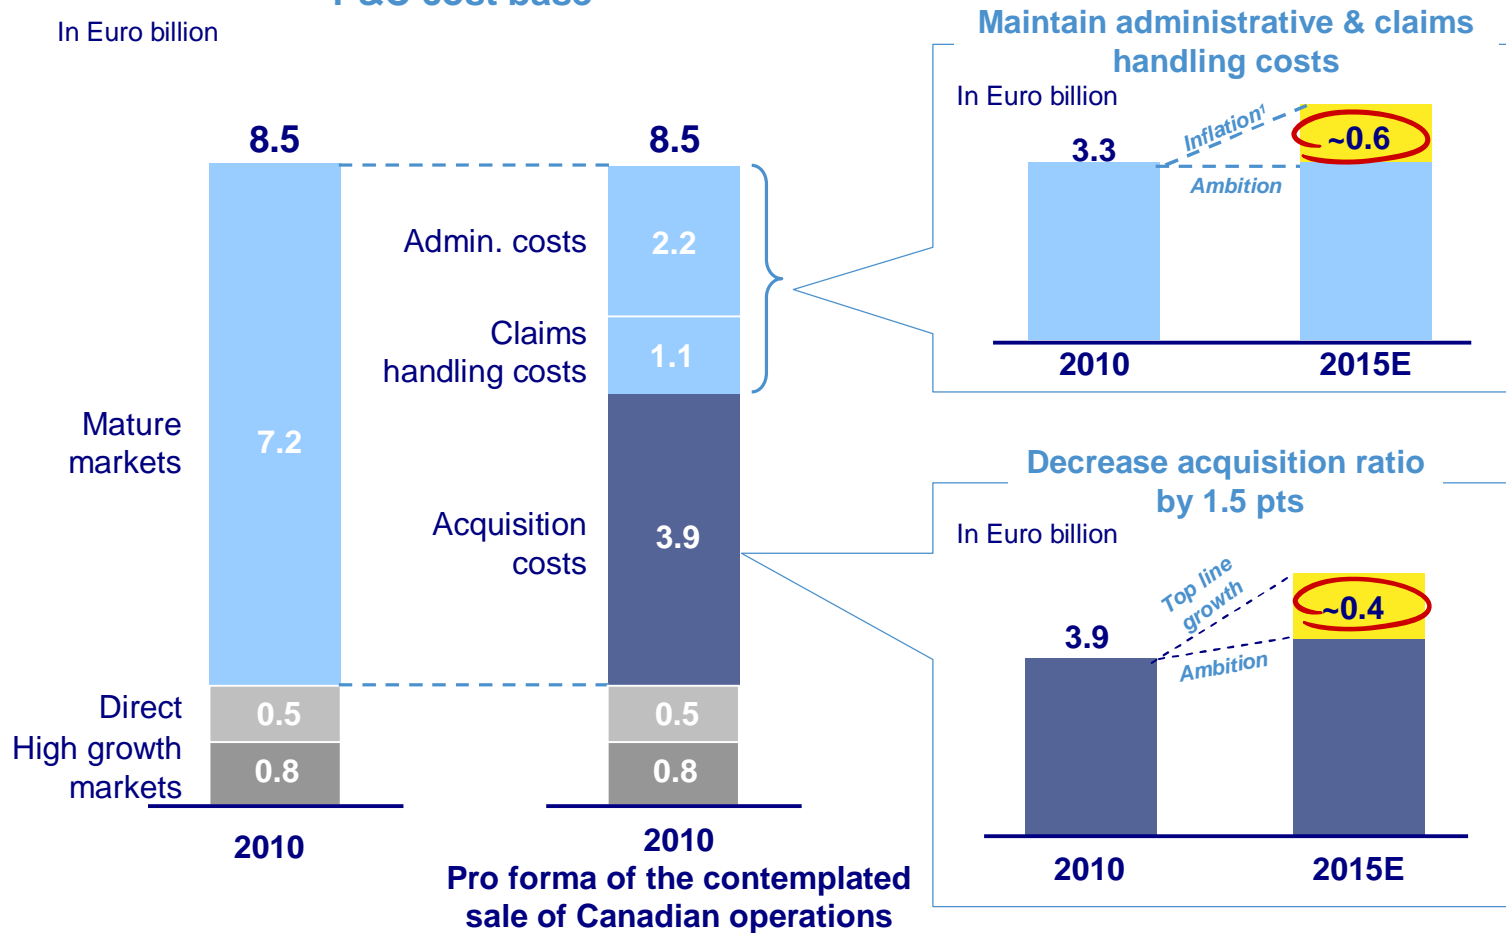 In Euro billion
8.5
8.5
Admin. costs
2.2
Claims
handling costs
1.1
Mature
markets
7.2
Acquisition
costs
3.9
Direct
0.5
0.5
High growth
markets
0.8
0.8
2010
2010
Pro forma of the contemplated
sale of Canadian operations
Maintain administrative & claims
handling costs
In Euro billion
3.3
Inflation¹
~0.6
Ambition
2010
2015E
Decrease acquisition ratio
by 1.5 pts
In Euro billion
3.9
Top line
growth
~0.4
Ambition
2010
2015E